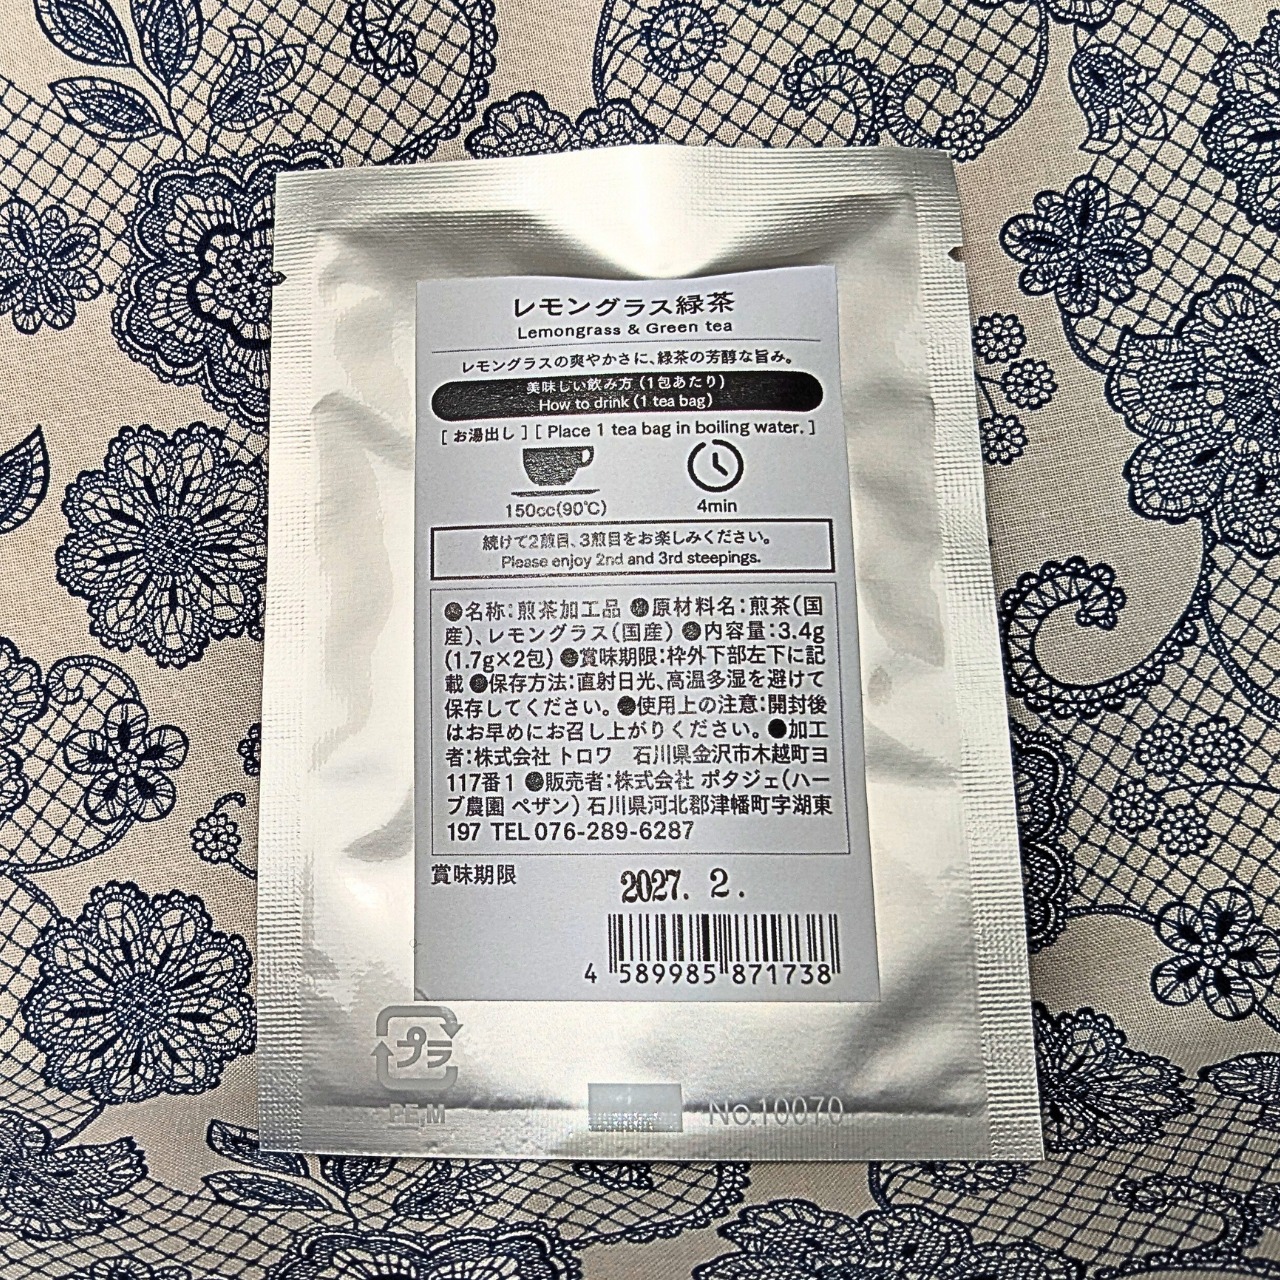 レモングラス緑茶
Lemongrass & Green tea
レモングラスの爽やかさに、緑茶の芳醇な旨み。
美味しい飲み方（1包あたり）
How to drink（1 tea bag）
[ お湯出し ] [ Place 1 tea bag in boiling water. ]
150cc(90℃)
4min
続けて2煎目、3煎目をお楽しみください。
Please enjoy 2nd and 3rd steepings.
●名称：煎茶加工品 ●原材料名：煎茶（国
産）、レモングラス（国産） ●内容量：3.4g
(1.7g×2包) ●賞味期限：枠外下部左下に記
載 ●保存方法：直射日光、高温多湿を避けて
保存してください。●使用上の注意：開封後
はお早めにお召し上がりください。●加工
者：株式会社 トロワ　石川県金沢市木越町ヨ
117番1 ●販売者：株式会社 ポタジェ（ハー
ブ農園 ペザン）石川県河北郡津幡町字湖東
197 TEL 076-289-6287
賞味期限
2027. 2.
4 589985 871738
プラ
PE,M
No.10070